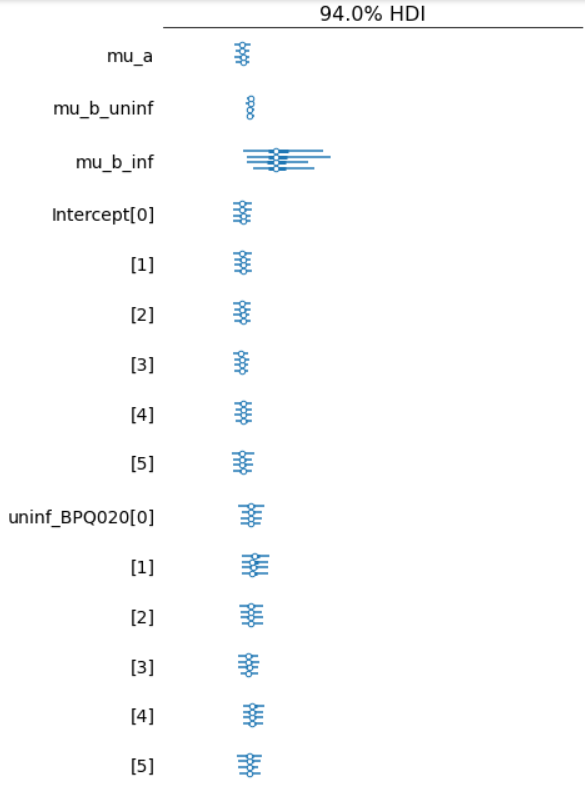 94.0% HDI
mu_a
mu_b_uninf
mu_b_inf
Intercept[0]
[1]
[2]
[3]
[4]
[5]
uninf_BPQ020[0]
[1]
[2]
[3]
[4]
[5]